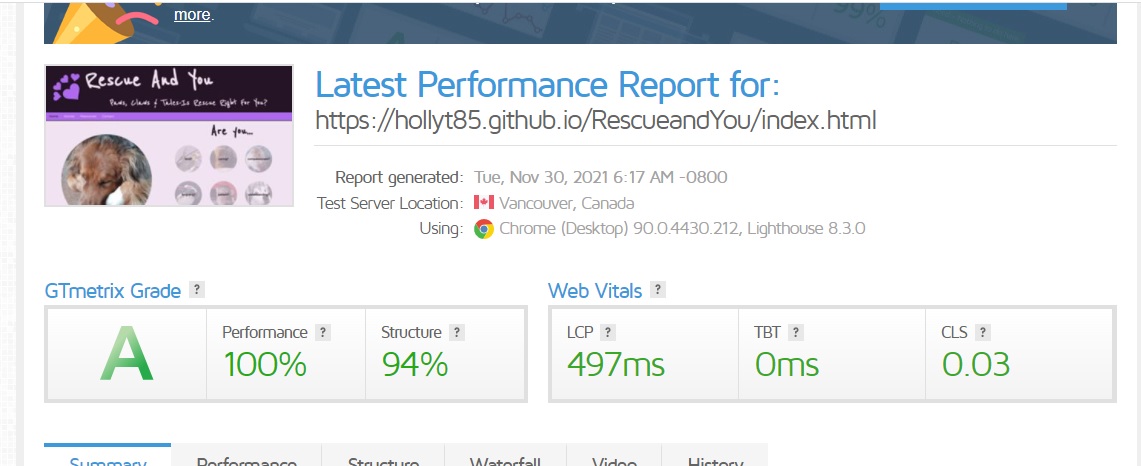 more.
99%
Rescue And You
Paws, Claws & Tales-Is Rescue Right For You?
Are you...
Latest Performance Report for:
https://hollyt85.github.io/RescueandYou/index.html
Report generated: Tue, Nov 30, 2021 6:17 AM -0800
Test Server Location: Vancouver, Canada
Using: Chrome (Desktop) 90.0.4430.212, Lighthouse 8.3.0
GTmetrix Grade ? Web Vitals ?
A Performance ? Structure ? LCP ? TBT ? CLS ?
100% 94% 497ms 0ms 0.03
Summary Performance Structure Waterfall Video History